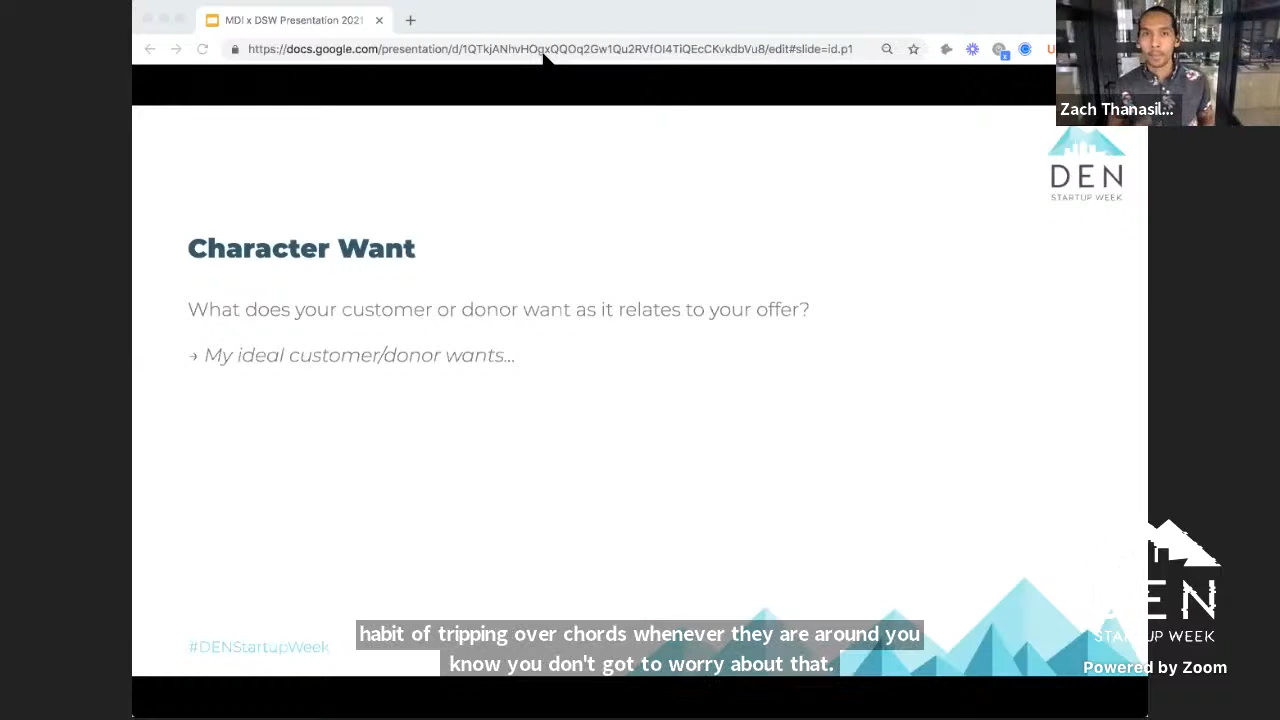 MDI x DSW Presentation 2021
https://docs.google.com/presentation/d/1QTkjANhvHOgxQQOq2Gw1Qu2RVfOI4TiQEcCKvkdbVu8/edit#slide=id.p1
Zach Thanasil...
DEN
STARTUP WEEK
Character Want
What does your customer or donor want as it relates to your offer?
→ My ideal customer/donor wants...
#DENStartupWeek
habit of tripping over chords whenever they are around you
know you don't got to worry about that.
DEN
STARTUP WEEK
Powered by Zoom